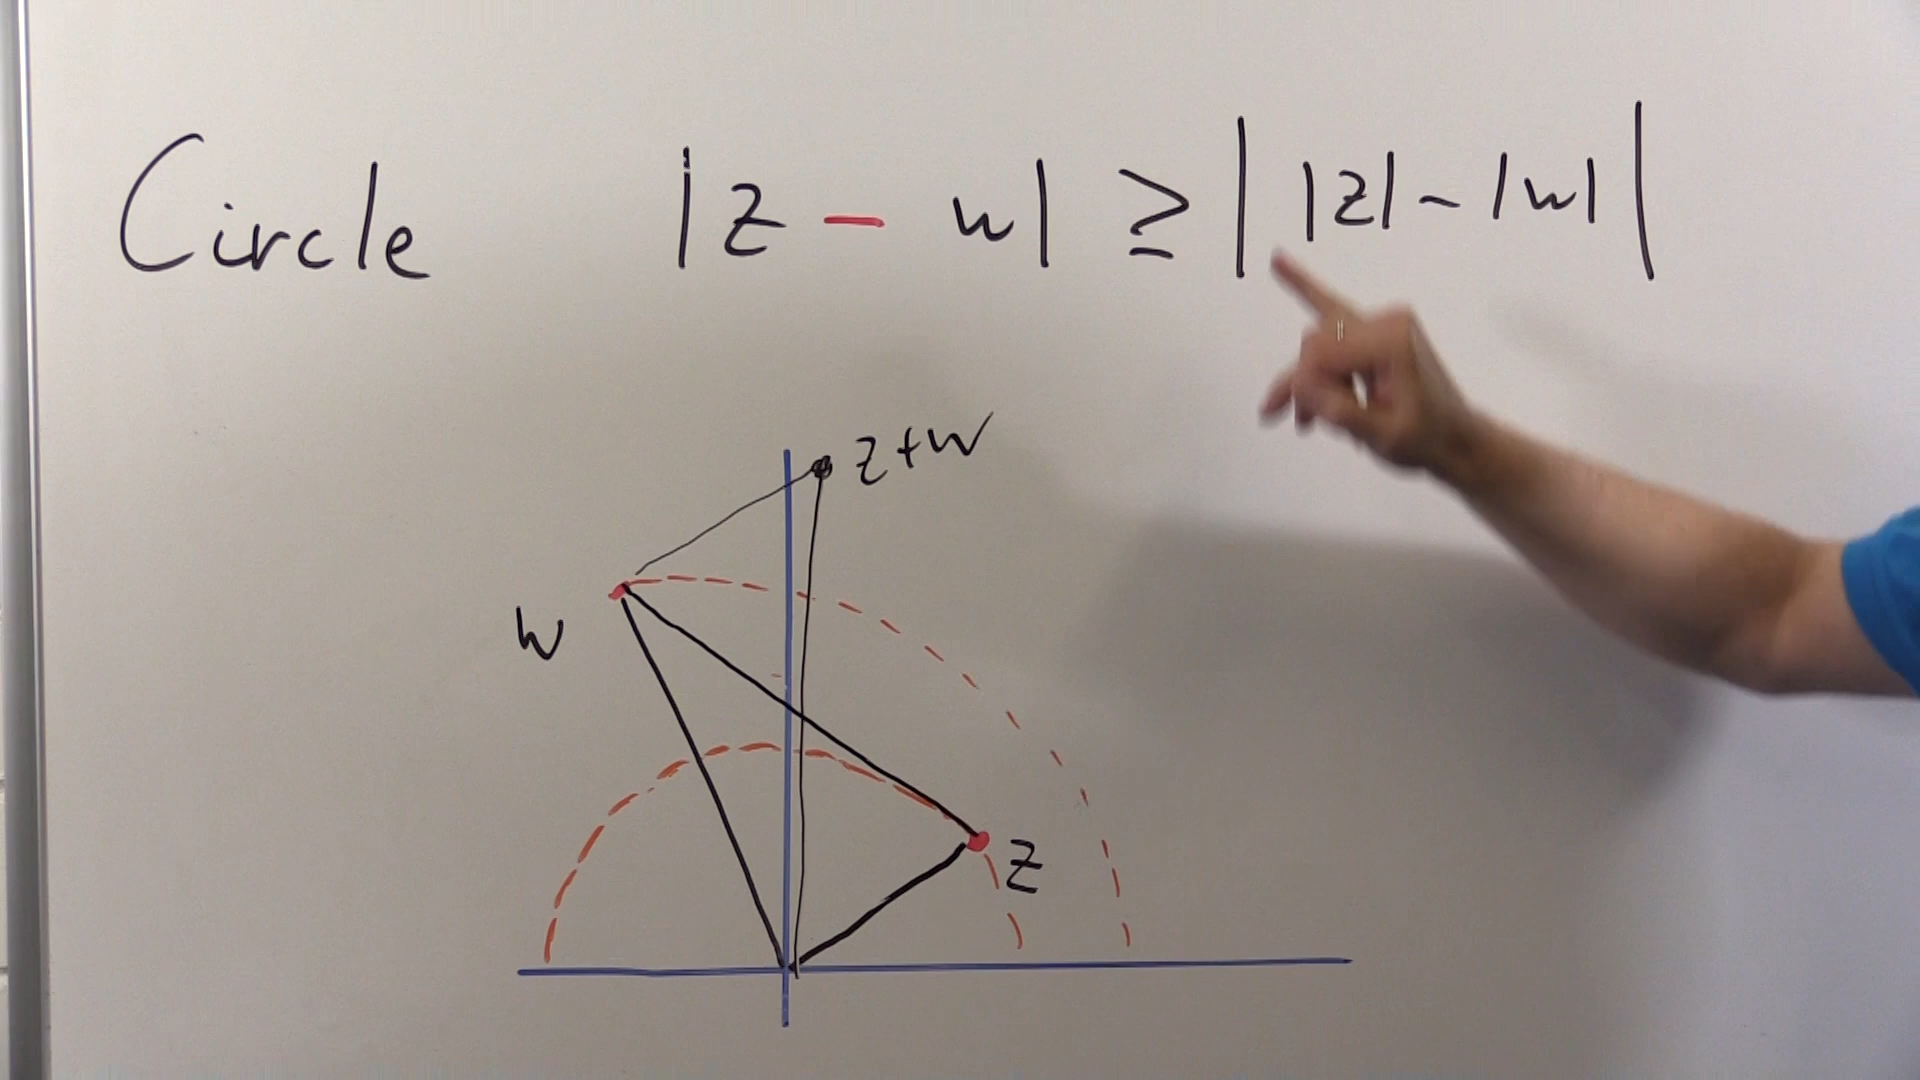 Circle |z - w| ≥ | |z| - |w| |
z+w
w
z